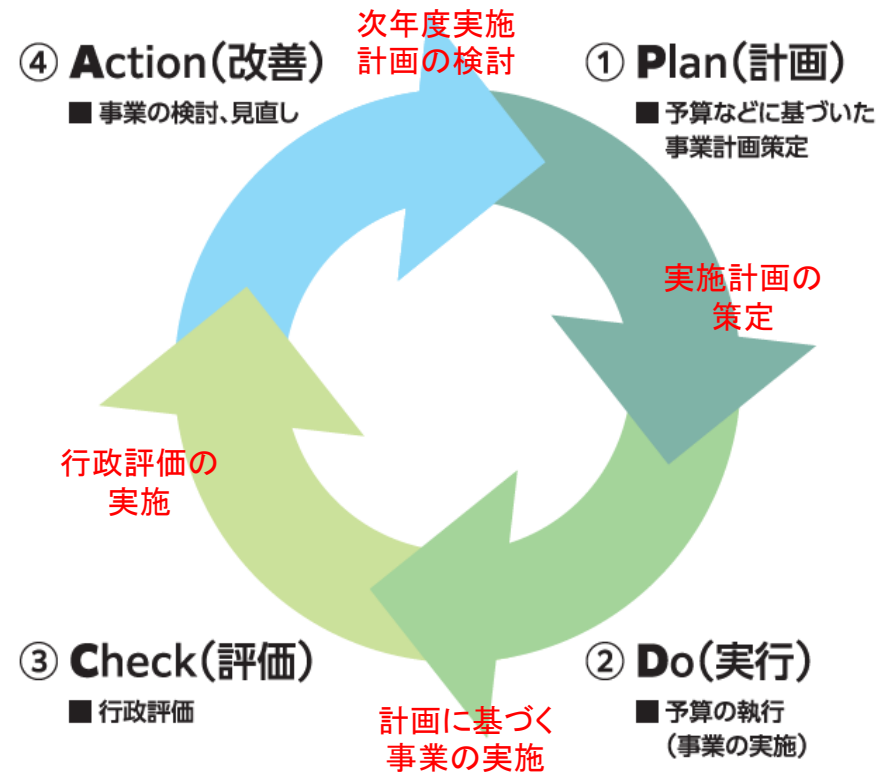 次年度実施
計画の検討
④ Action(改善)
■ 事業の検討、見直し
① Plan(計画)
■ 予算などに基づいた
事業計画策定
実施計画の
策定
行政評価の
実施
③ Check(評価)
■ 行政評価
② Do(実行)
■ 予算の執行
(事業の実施)
計画に基づく
事業の実施